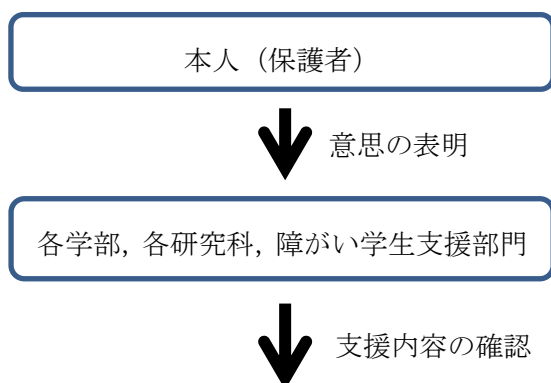 本人（保護者）
意思の表明
各学部, 各研究科, 障がい学生支援部門
支援内容の確認